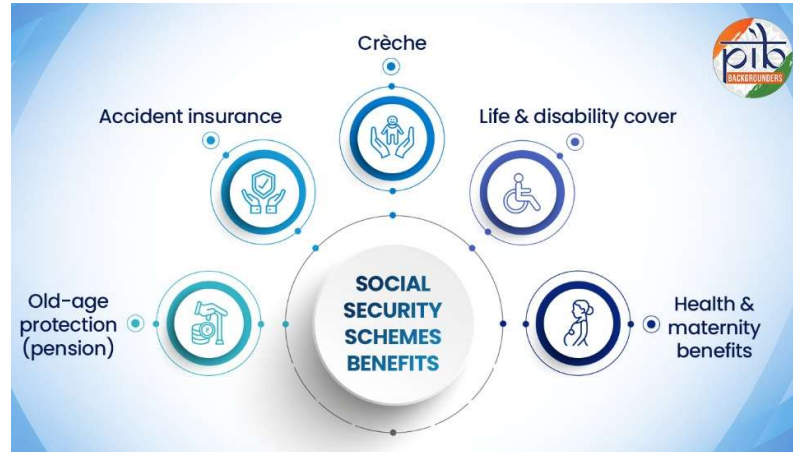 pib
BACKGROUNDERS
Crèche
Accident insurance
Life & disability cover
Old-age
protection
(pension)
SOCIAL
SECURITY
SCHEMES
BENEFITS
Health &
maternity
benefits